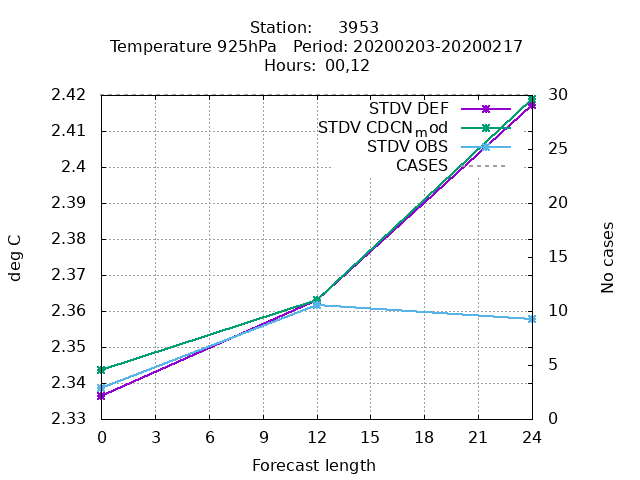 Station: 3953
Temperature 925hPa Period: 20200203-20200217
Hours: 00,12
STDV DEF
STDV CDCNmod
STDV OBS
CASES
2.42
2.41
2.4
2.39
2.38
2.37
2.36
2.35
2.34
2.33
deg C
30
25
20
15
10
5
0
No cases
0 3 6 9 12 15 18 21 24
Forecast length